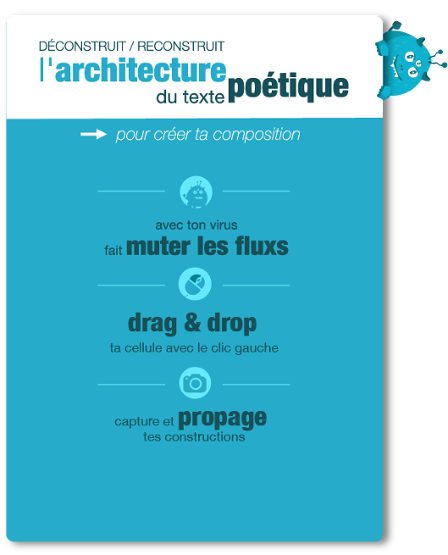 DÉCONSTRUIT / RECONSTRUIT
l'architecture
du texte poétique
pour créer ta composition
avec ton virus
fait muter les fluxs
drag & drop
ta cellule avec le clic gauche
capture et propage
tes constructions